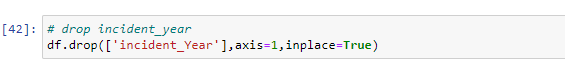 [42]: # drop incident_year
df.drop(['incident_Year'],axis=1,inplace=True)